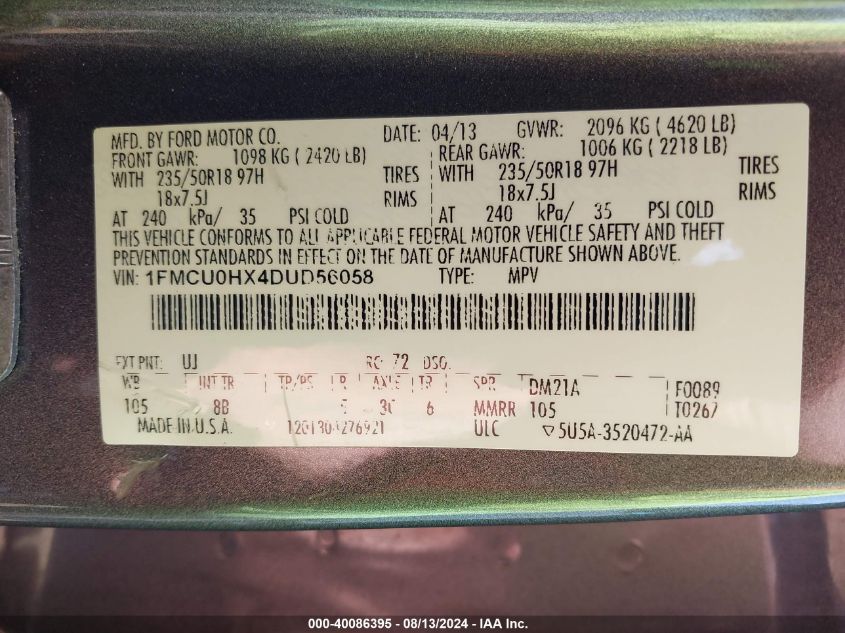 MFD. BY FORD MOTOR CO. DATE: 04/13 GVWR: 2096 KG ( 4620 LB)
FRONT GAWR: 1098 KG ( 2420 LB) REAR GAWR: 1006 KG ( 2218 LB)
WITH 235/50R18 97H TIRES WITH 235/50R18 97H TIRES
18x7.5J RIMS 18x7.5J RIMS
AT 240 kPa/ 35 PSI COLD AT 240 kPa/ 35 PSI COLD
THIS VEHICLE CONFORMS TO ALL APPLICABLE FEDERAL MOTOR VEHICLE SAFETY AND THEFT
PREVENTION STANDARDS IN EFFECT ON THE DATE OF MANUFACTURE SHOWN ABOVE.
VIN: 1FMCU0HX4DUD56058 TYPE: MPV
EXT PNT: UJ RC: 72 DSO:
WB INT TR TP/PS R AXLE TR SPR DM21A F0089
105 8B 6 MMRR 105 T0267
MADE IN U.S.A. ULC ▽5U5A-3520472-AA
000-40086395 - 08/13/2024 - IAA Inc.